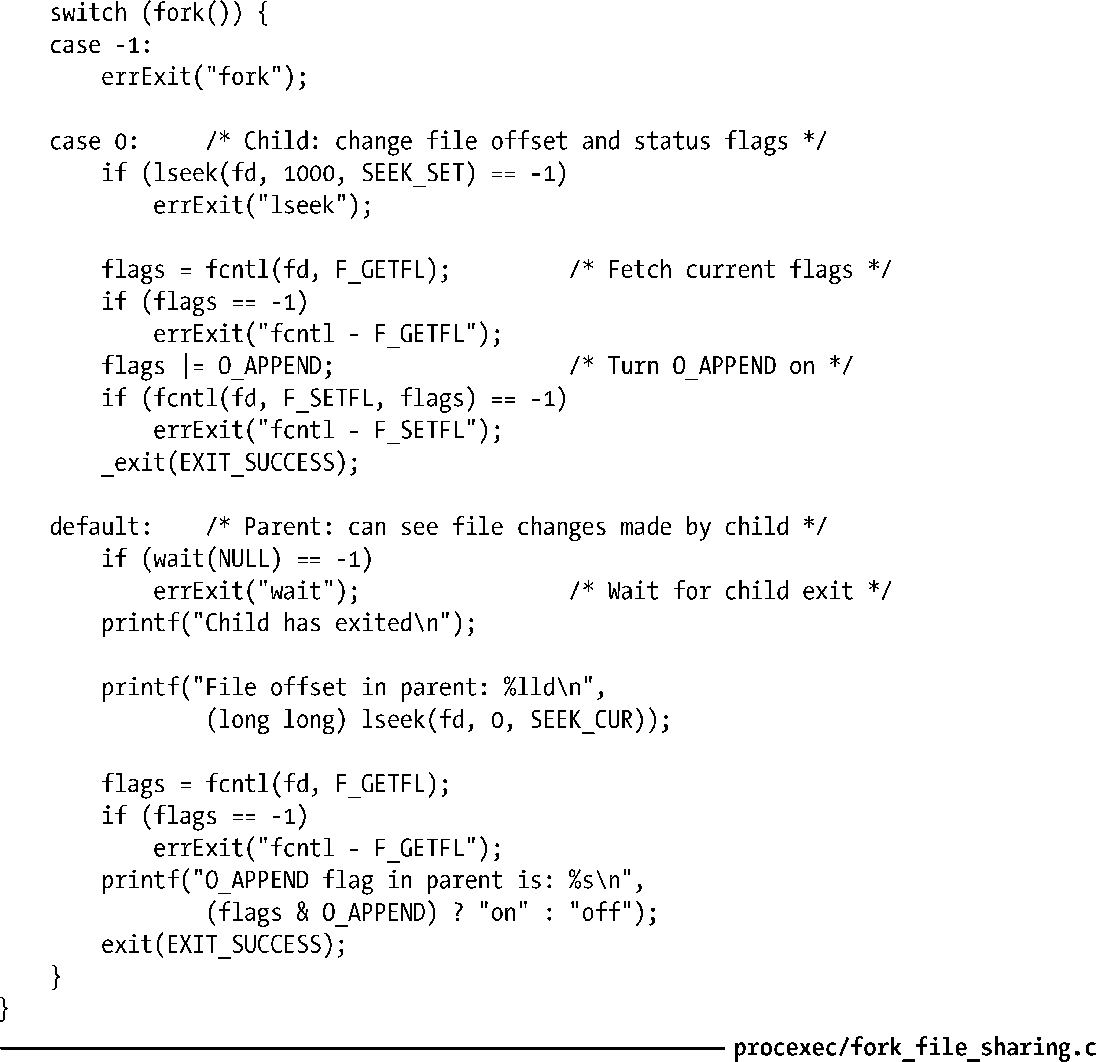 switch (fork()) {
case -1:
errExit("fork");
case 0:     /* Child: change file offset and status flags */
if (lseek(fd, 1000, SEEK_SET) == -1)
errExit("lseek");
flags = fcntl(fd, F_GETFL);         /* Fetch current flags */
if (flags == -1)
errExit("fcntl - F_GETFL");
flags |= O_APPEND;                  /* Turn O_APPEND on */
if (fcntl(fd, F_SETFL, flags) == -1)
errExit("fcntl - F_SETFL");
_exit(EXIT_SUCCESS);
default:    /* Parent: can see file changes made by child */
if (wait(NULL) == -1)
errExit("wait");                /* Wait for child exit */
printf("Child has exited\n");
printf("File offset in parent: %lld\n",
(long long) lseek(fd, 0, SEEK_CUR));
flags = fcntl(fd, F_GETFL);
if (flags == -1)
errExit("fcntl - F_GETFL");
printf("O_APPEND flag in parent is: %s\n",
(flags & O_APPEND) ? "on" : "off");
exit(EXIT_SUCCESS);
}
}
procexec/fork_file_sharing.c